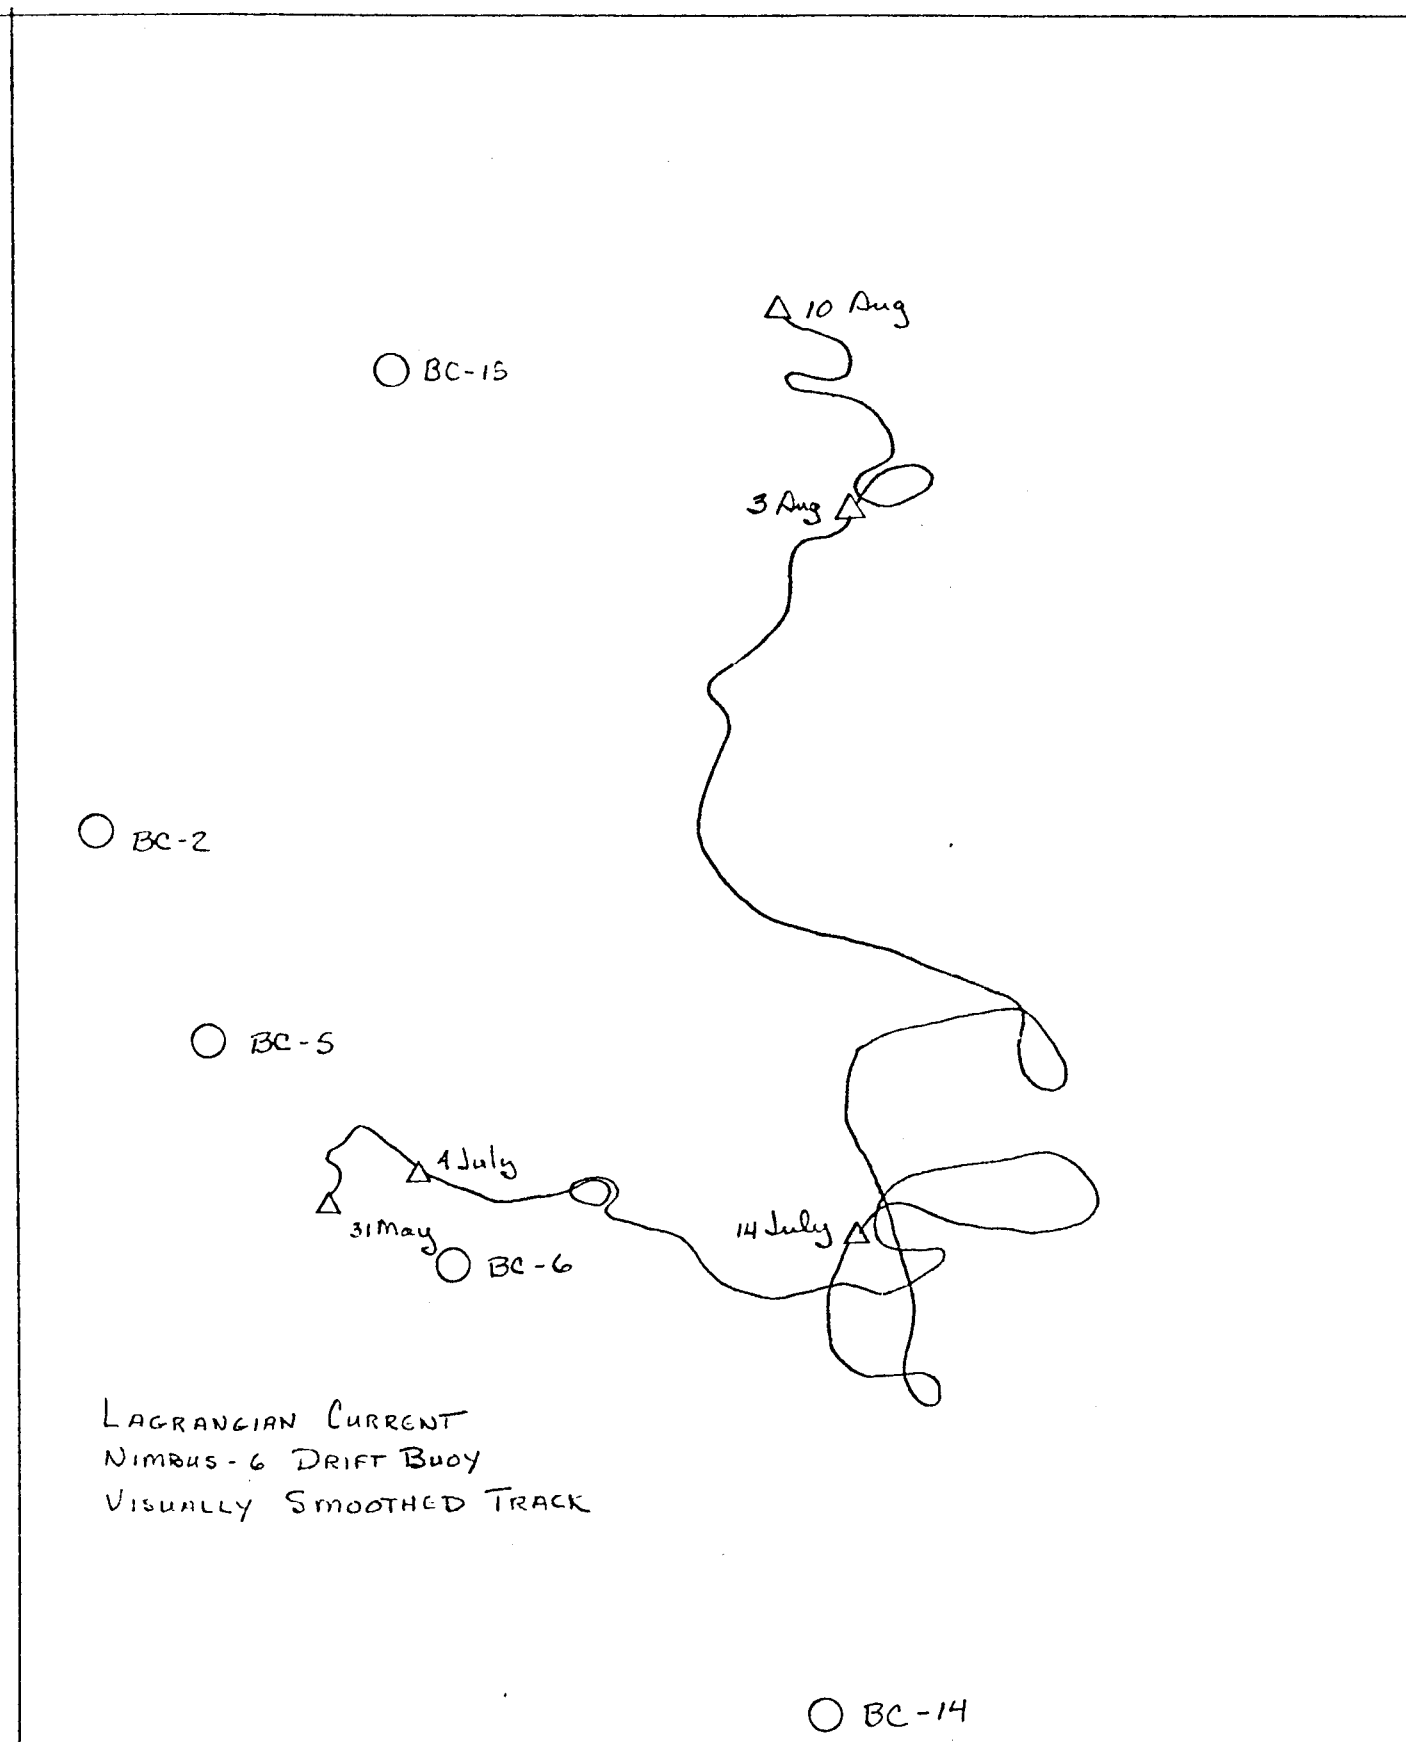 10 Aug
BC-15
3 Aug
BC-2
BC-5
4 July
31 May
14 July
BC-6
LAGRANGIAN CURRENT
NIMBUS-6 DRIFT BUOY
VISUALLY SMOOTHED TRACK
BC-14